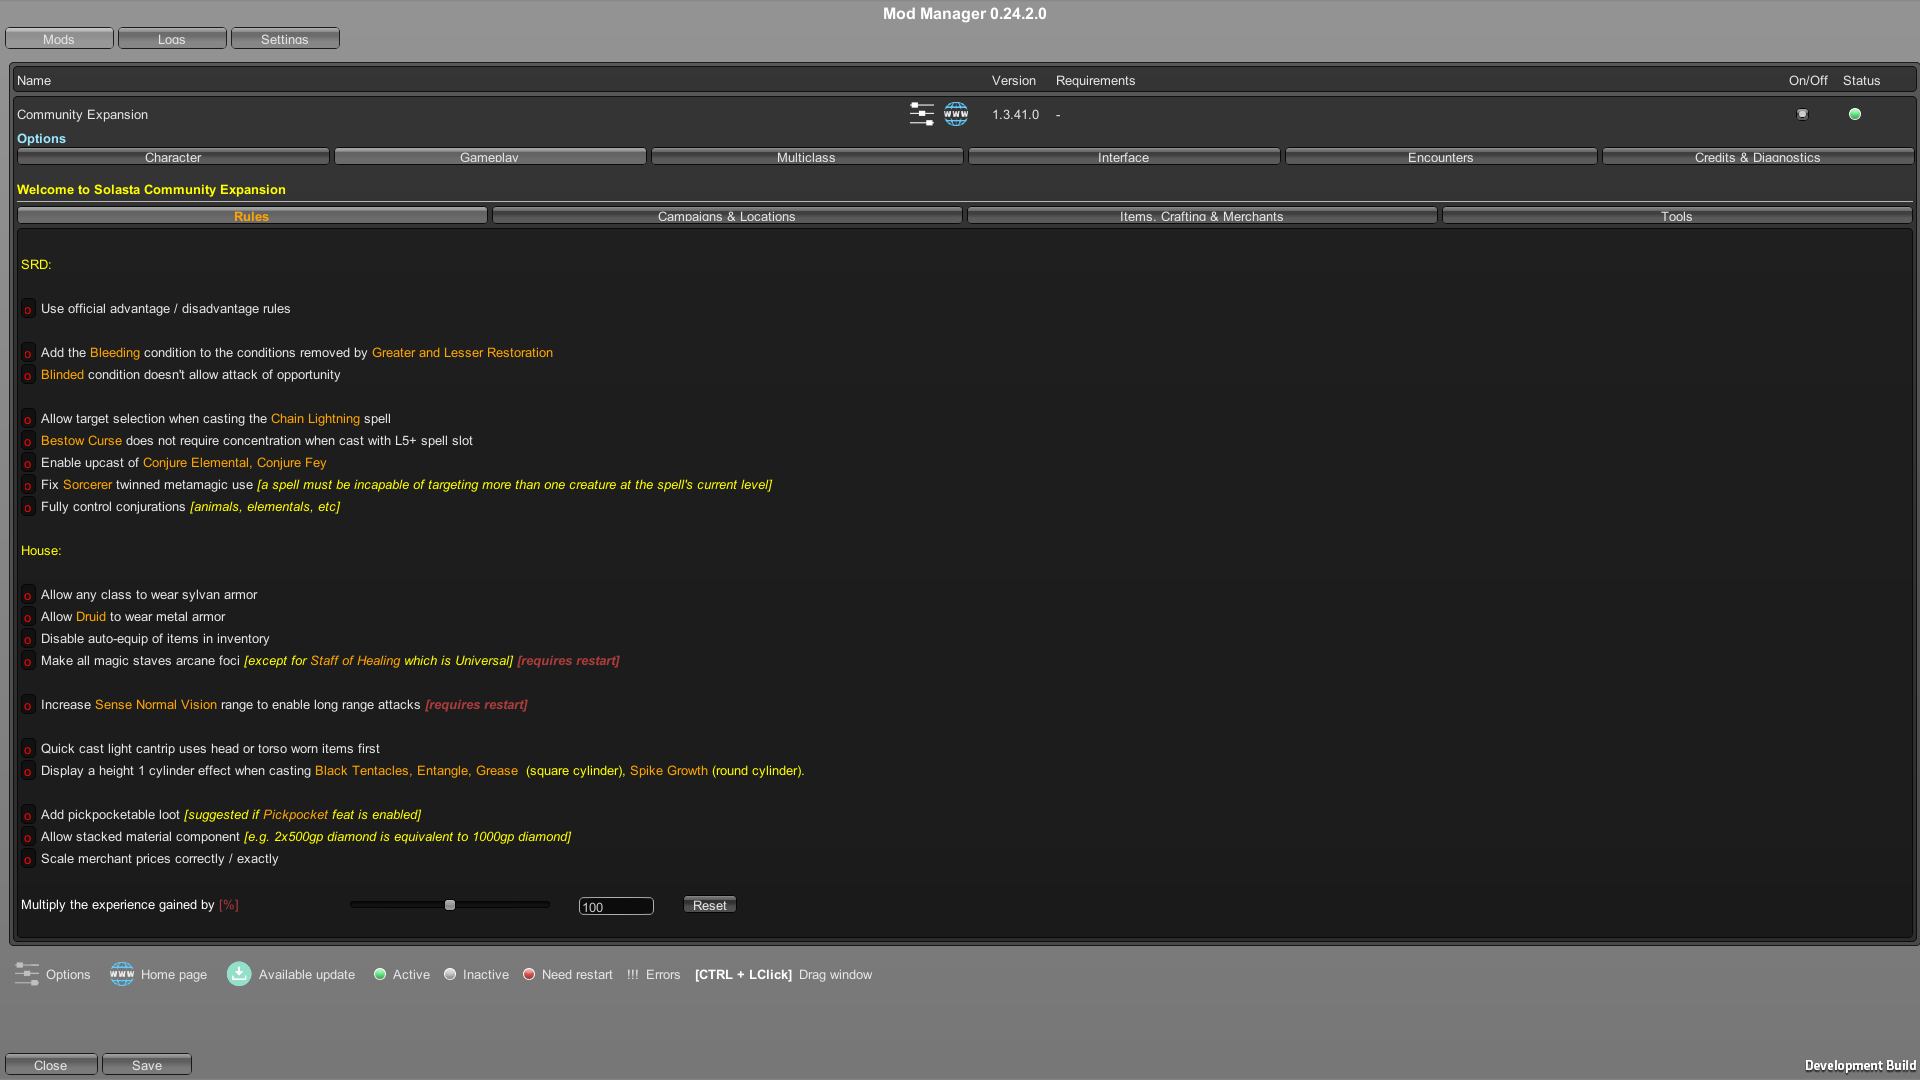 Mod Manager 0.24.2.0
Mods Logs Settings
Name Version Requirements On/Off Status
Community Expansion WWW 1.3.41.0 -
Options
Character Gameplay Multiclass Interface Encounters Credits & Diagnostics
Welcome to Solasta Community Expansion
Rules Campaigns & Locations Items, Crafting & Merchants Tools
SRD:
o Use official advantage / disadvantage rules
o Add the Bleeding condition to the conditions removed by Greater and Lesser Restoration
o Blinded condition doesn't allow attack of opportunity
o Allow target selection when casting the Chain Lightning spell
o Bestow Curse does not require concentration when cast with L5+ spell slot
o Enable upcast of Conjure Elemental, Conjure Fey
o Fix Sorcerer twinned metamagic use [a spell must be incapable of targeting more than one creature at the spell's current level]
o Fully control conjurations [animals, elementals, etc]
House:
o Allow any class to wear sylvan armor
o Allow Druid to wear metal armor
o Disable auto-equip of items in inventory
o Make all magic staves arcane foci [except for Staff of Healing which is Universal] [requires restart]
o Increase Sense Normal Vision range to enable long range attacks [requires restart]
o Quick cast light cantrip uses head or torso worn items first
o Display a height 1 cylinder effect when casting Black Tentacles, Entangle, Grease (square cylinder), Spike Growth (round cylinder).
o Add pickpocketable loot [suggested if Pickpocket feat is enabled]
o Allow stacked material component [e.g. 2x500gp diamond is equivalent to 1000gp diamond]
o Scale merchant prices correctly / exactly
Multiply the experience gained by [%] 100 Reset
Options WWW Home page Available update Active Inactive Need restart !!! Errors [CTRL + LClick] Drag window
Close Save
Development Build